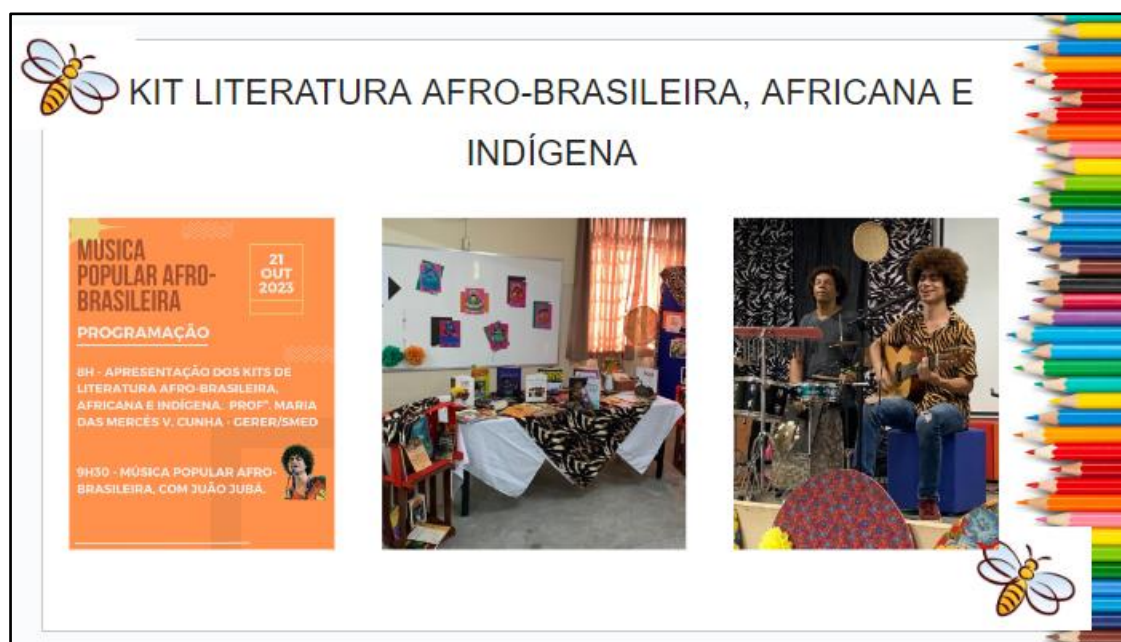 KIT LITERATURA AFRO-BRASILEIRA, AFRICANA E
INDÍGENA
MUSICA
POPULAR AFRO-
BRASILEIRA
21
OUT
2023
PROGRAMAÇÃO
8H - APRESENTAÇÃO DOS KITS DE
LITERATURA AFRO-BRASILEIRA,
AFRICANA E INDÍGENA. PROFª. MARIA
DAS MERCÊS V. CUNHA - GERER/SMED
9H30 - MÚSICA POPULAR AFRO-
BRASILEIRA, COM JUÃO JUBÁ.